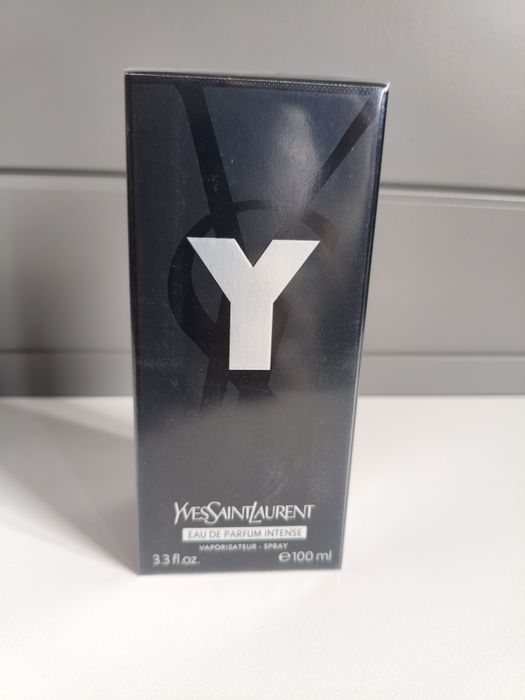 Y
YVESSAINTLAURENT
EAU DE PARFUM INTENSE
VAPORISATEUR - SPRAY
3.3 fl.oz. ℮100 ml